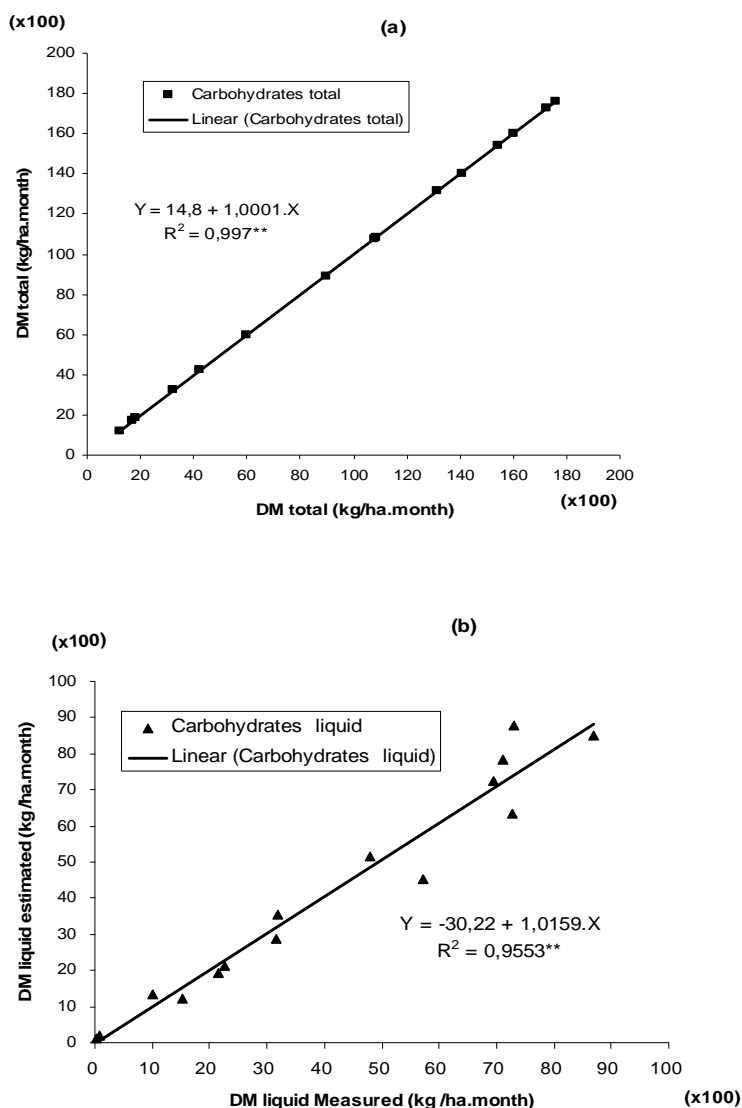 (x100)
(a)
200
180
160
140
120
100
80
60
40
20
0
DM total (kg/ha.month)
Carbohydrates total
Linear (Carbohydrates total)
Y = 14,8 + 1,0001.X
R² = 0,997**
0 20 40 60 80 100 120 140 160 180 200
DM total (kg/ha.month)
(x100)
(b)
(x100)
100
90
80
70
60
50
40
30
20
10
0
DM liquid estimated (kg /ha.month)
Carbohydrates liquid
Linear (Carbohydrates liquid)
Y = -30,22 + 1,0159.X
R² = 0,9553**
0 10 20 30 40 50 60 70 80 90 100
DM liquid Measured (kg /ha.month)
(x100)